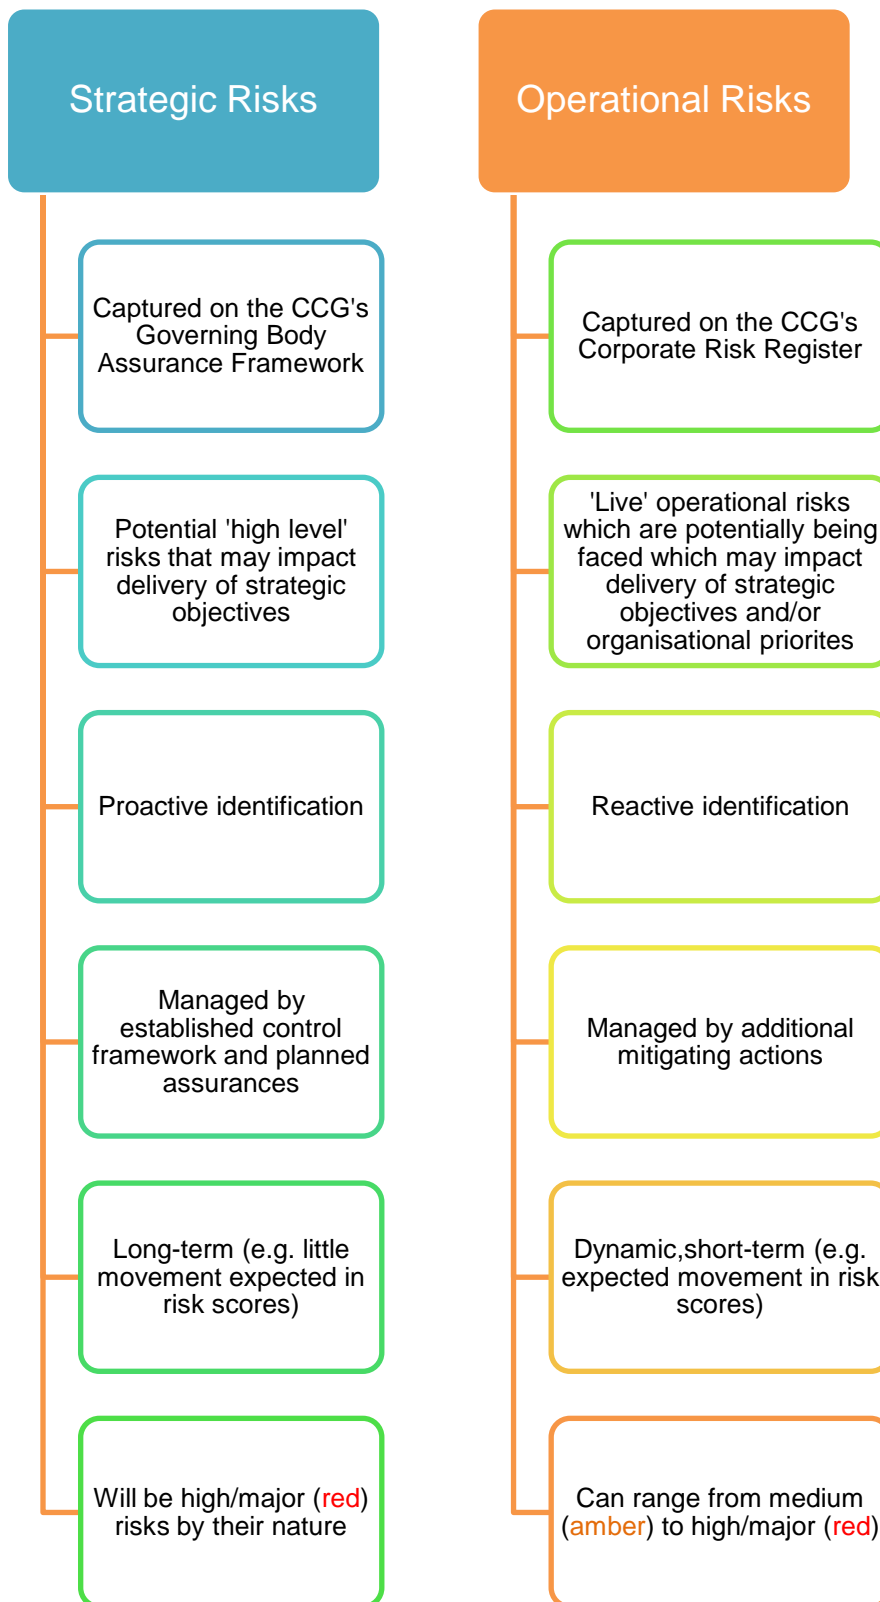 Strategic Risks
Captured on the CCG's
Governing Body
Assurance Framework
Potential 'high level'
risks that may impact
delivery of strategic
objectives
Proactive identification
Managed by
established control
framework and planned
assurances
Long-term (e.g. little
movement expected in
risk scores)
Will be high/major (red)
risks by their nature
Operational Risks
Captured on the CCG's
Corporate Risk Register
'Live' operational risks
which are potentially being
faced which may impact
delivery of strategic
objectives and/or
organisational priorites
Reactive identification
Managed by additional
mitigating actions
Dynamic,short-term (e.g.
expected movement in risk
scores)
Can range from medium
(amber) to high/major (red)